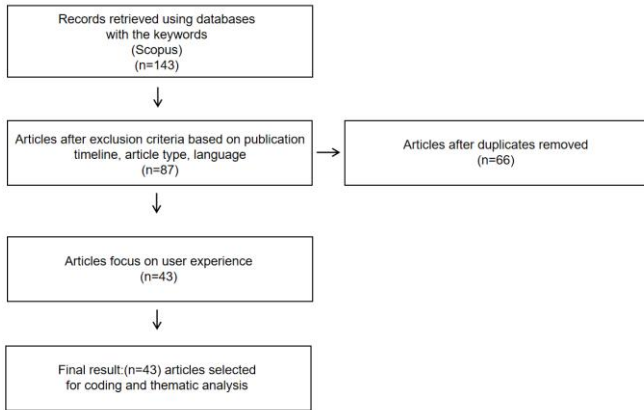 Records retrieved using databases
with the keywords
(Scopus)
(n=143)
Articles after exclusion criteria based on publication
timeline, article type, language
(n=87)
Articles after duplicates removed
(n=66)
Articles focus on user experience
(n=43)
Final result:(n=43) articles selected
for coding and thematic analysis